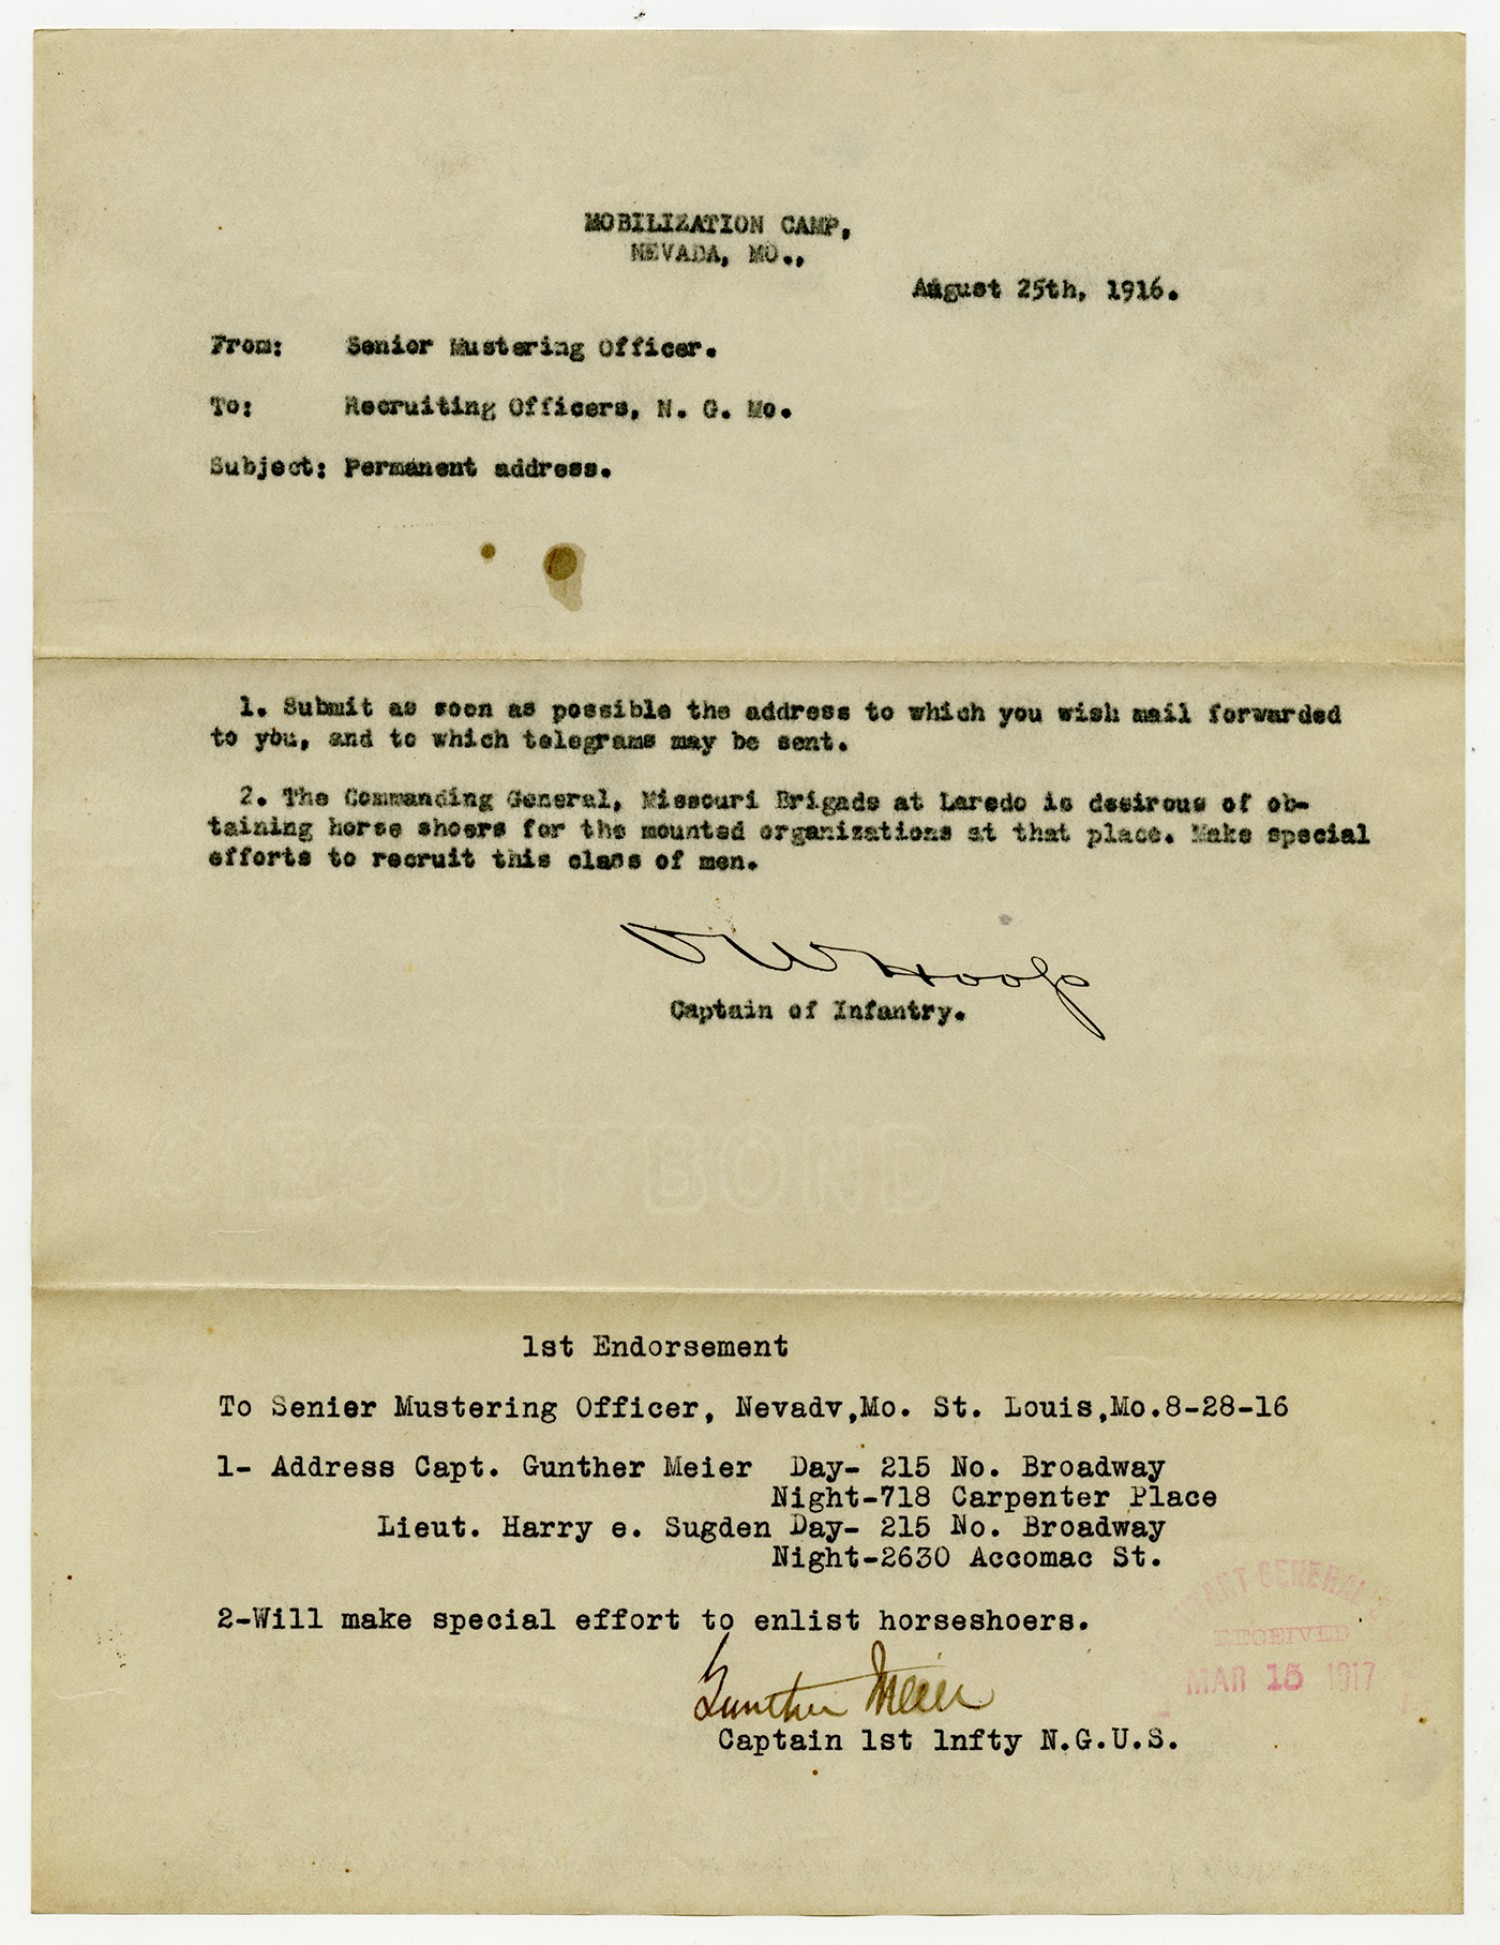 MOBILIZATION CAMP,
NEVADA, MO.,
August 25th, 1916.
From: Senior Mustering Officer.
To: Recruiting Officers, N. G. Mo.
Subject: Permanent address.
1. Submit as soon as possible the address to which you wish mail forwarded
to you, and to which telegrams may be sent.
2. The Commanding General, Missouri Brigade at Laredo is desirous of ob-
taining horse shoers for the mounted organizations at that place. Make special
efforts to recruit this class of men.
W Hoop
Captain of Infantry.
BOND
1st Endorsement
To Senier Mustering Officer, Nevadv,Mo. St. Louis,Mo.8-28-16
1- Address Capt. Gunther Meier Day- 215 No. Broadway
Night-718 Carpenter Place
Lieut. Harry e. Sugden Day- 215 No. Broadway
Night-2630 Accomac St.
2-Will make special effort to enlist horseshoers.
GENERAL
RECEIVED
MAR 15 1917
Gunther Meier
Captain 1st lnfty N.G.U.S.